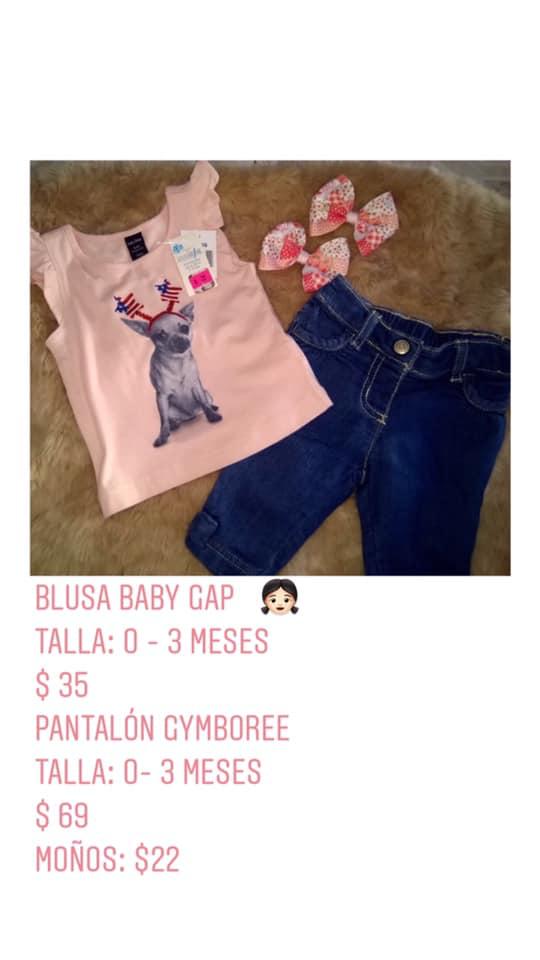 BLUSA BABY GAP 👧🏻
TALLA: 0 - 3 MESES
$ 35
PANTALÓN GYMBOREE
TALLA: 0- 3 MESES
$ 69
MOÑOS: $22